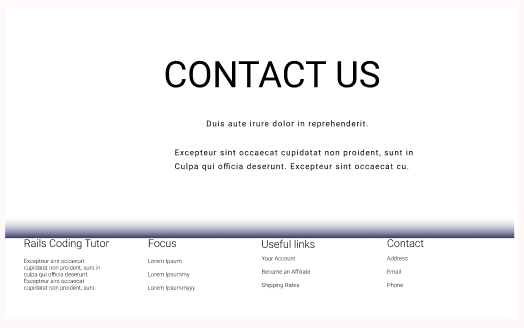 CONTACT US
Duis aute irure dolor in reprehenderit.
Excepteur sint occaecat cupidatat non proident, sunt in
Culpa qui officia deserunt. Excepteur sint occaecat cu.
Rails Coding Tutor
Excepteur sint occaecat
cupidatat non proident, sunt in
culpa qui officia deserunt.
Excepteur sint occaecat
cupidatat non proident, sunt.
Focus
Lorem Ipsum
Lorem Ipsummy
Lorem Ipsummyyy
Useful links
Your Account
Become an Affiliate
Shipping Rates
Contact
Address
Email
Phone